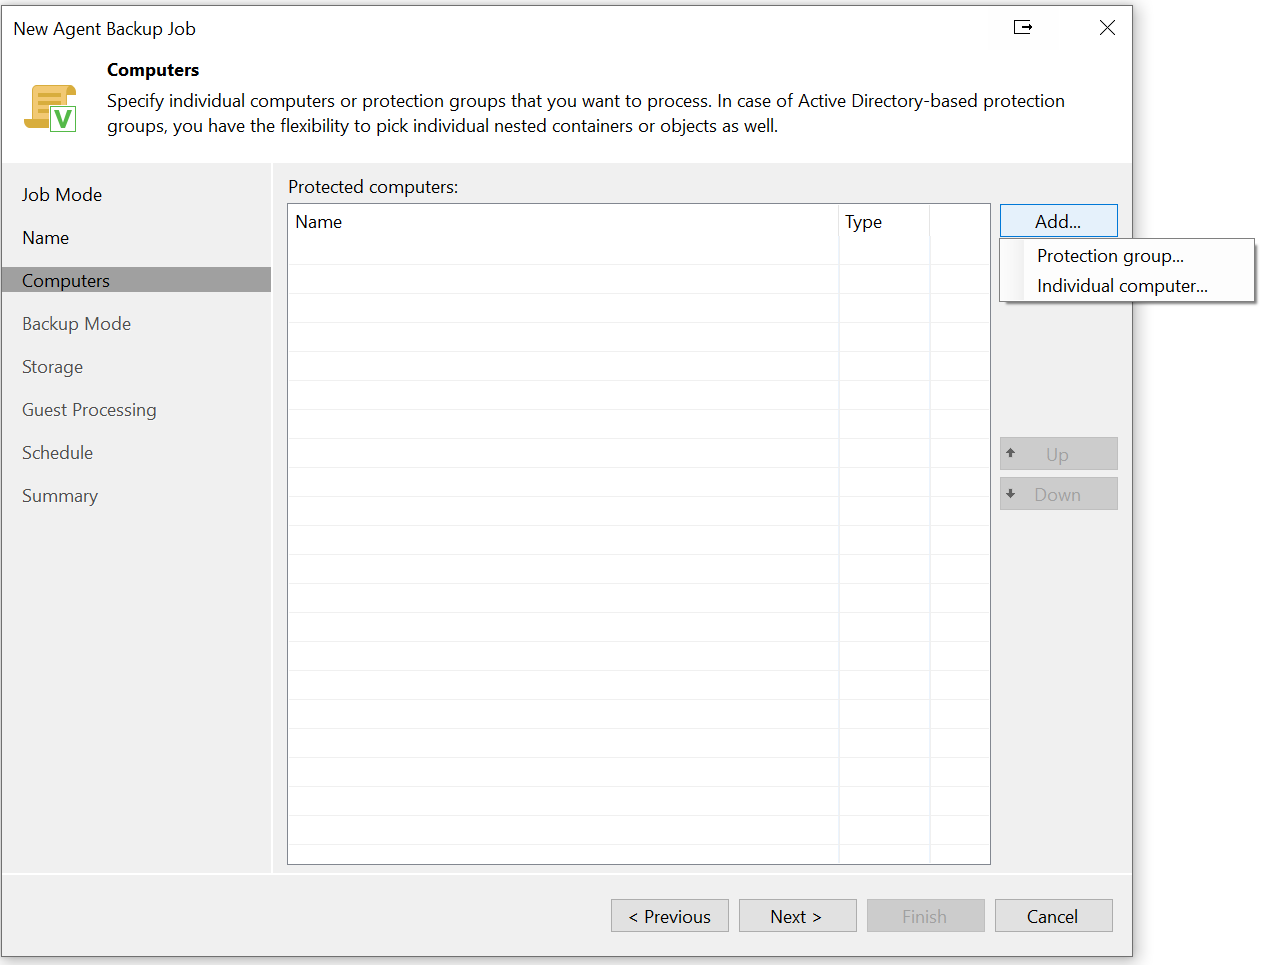 New Agent Backup Job
Computers
Specify individual computers or protection groups that you want to process. In case of Active Directory-based protection
groups, you have the flexibility to pick individual nested containers or objects as well.
Job Mode
Name
Computers
Backup Mode
Storage
Guest Processing
Schedule
Summary
Protected computers:
Name Type
Add...
Protection group...
Individual computer...
Up
Down
< Previous Next > Finish Cancel